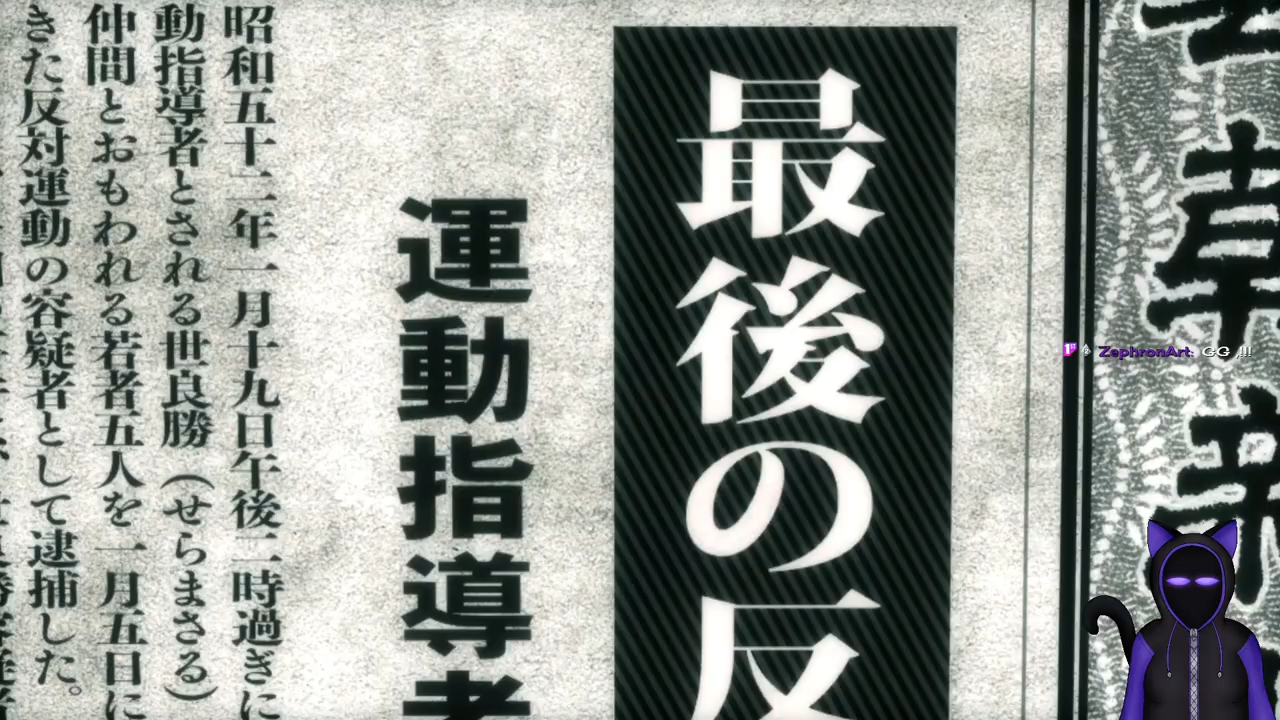 最後の反
運動指導者
昭和五十二年一月十九日午後二時過ぎに
動指導者とされる世良勝（せらまさる）
仲間とおもわれる若者五人を一月五日に
きた反対運動の容疑者として逮捕した。
ZephronArt: GG !!!